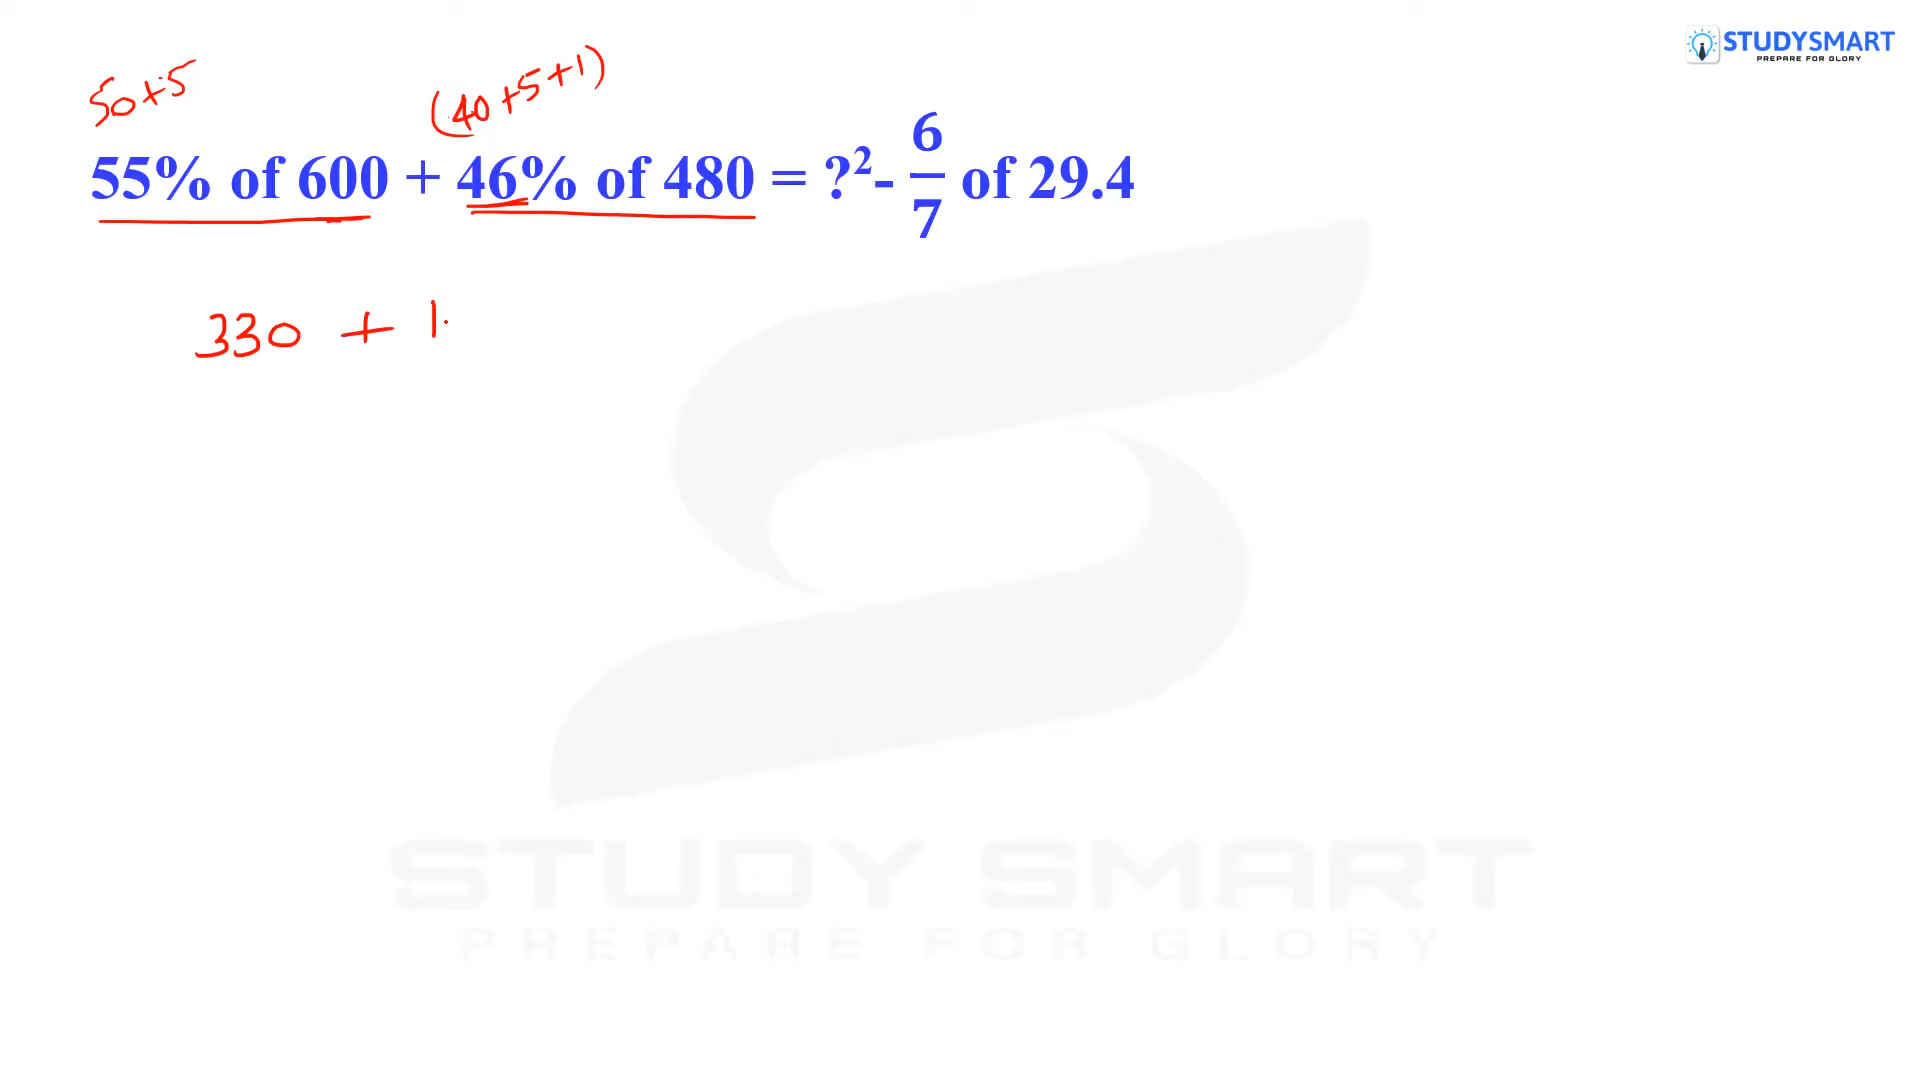 STUDYSMART
PREPARE FOR GLORY
50+5
(40+5+1)
55% of 600 + 46% of 480 = ?²- 6/7 of 29.4
330 + 1
STUDY SMART
PREPARE FOR GLORY